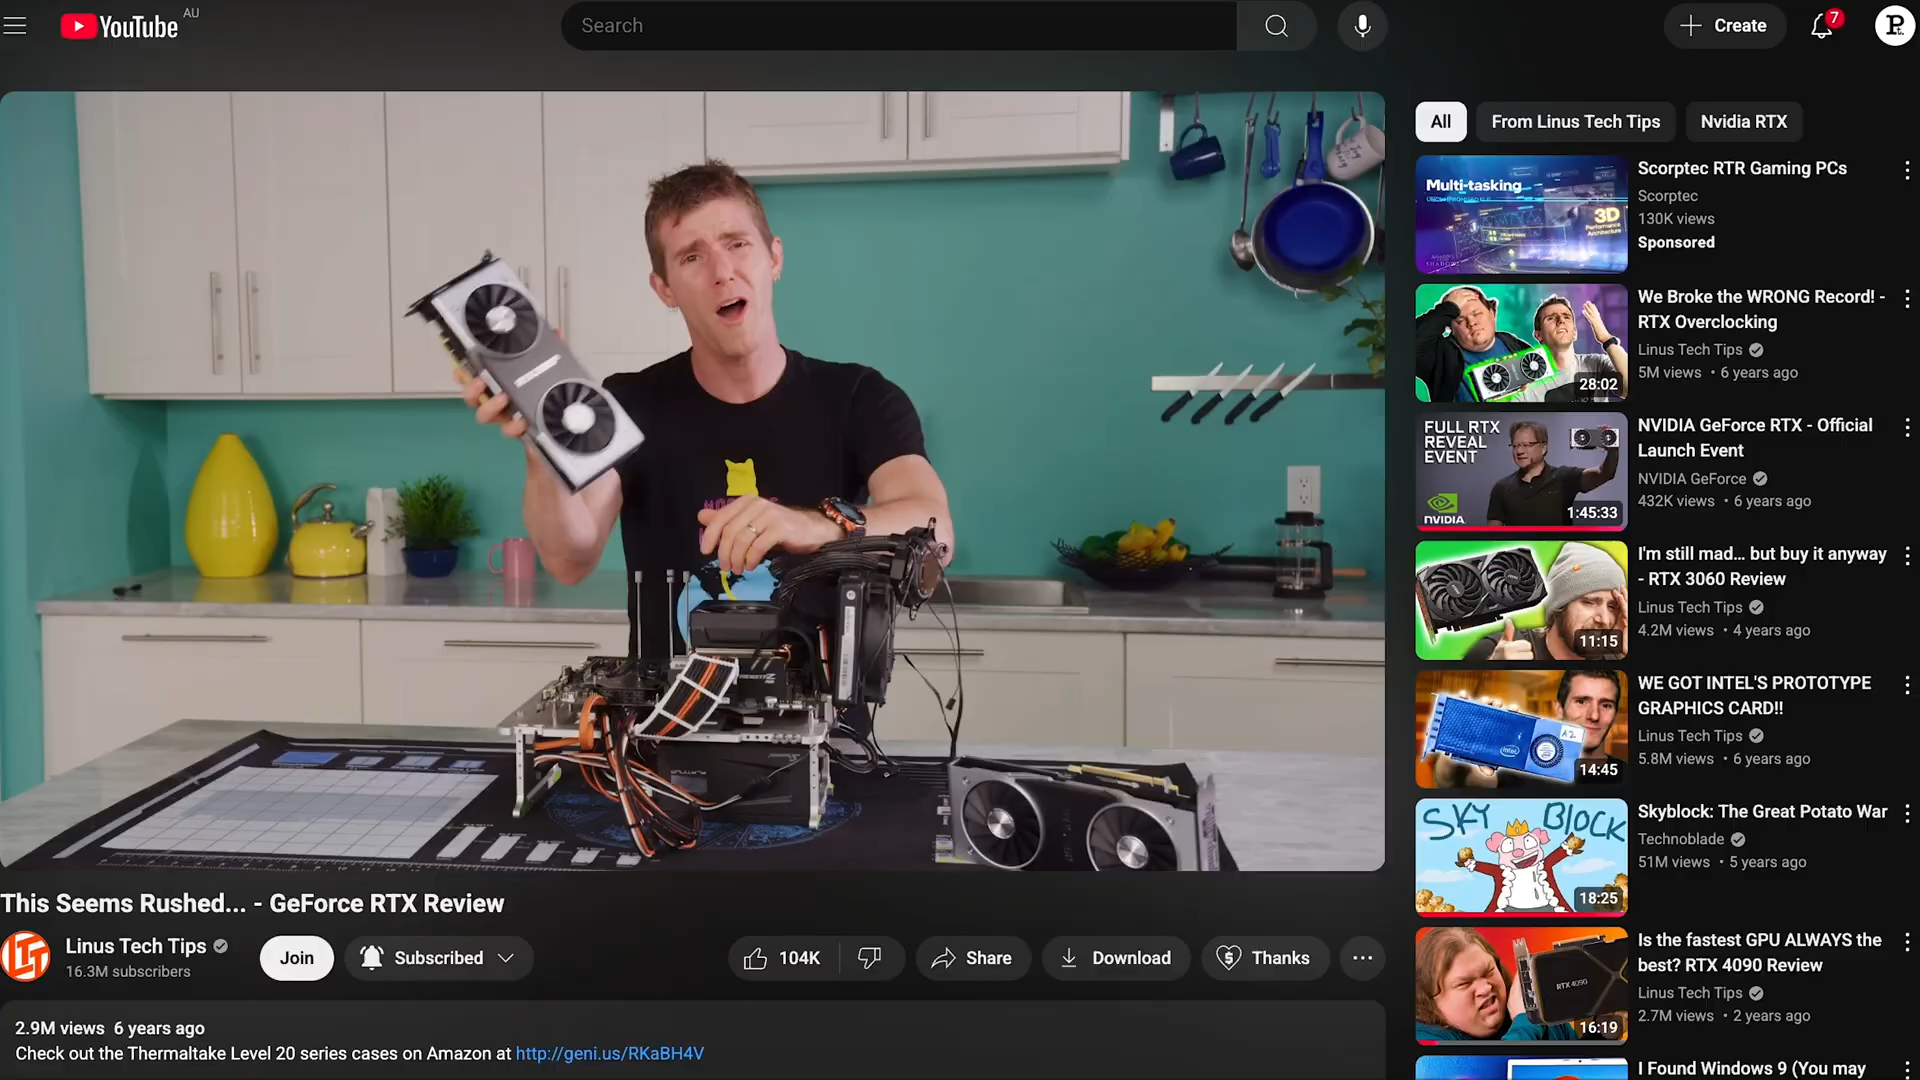 YouTube AU
Search
Create
7
P.
All
From Linus Tech Tips
Nvidia RTX
Multi-tasking
3D
Scorptec RTR Gaming PCs
Scorptec
130K views
Sponsored
28:02
We Broke the WRONG Record! -
RTX Overclocking
Linus Tech Tips
5M views • 6 years ago
FULL RTX
REVEAL
EVENT
NVIDIA
1:45:33
NVIDIA GeForce RTX - Official
Launch Event
NVIDIA GeForce
432K views • 6 years ago
11:15
I'm still mad... but buy it anyway
- RTX 3060 Review
Linus Tech Tips
4.2M views • 4 years ago
intel
A2
14:45
WE GOT INTEL'S PROTOTYPE
GRAPHICS CARD!!
Linus Tech Tips
5.8M views • 6 years ago
SKY BLOCK
18:25
Skyblock: The Great Potato War
Technoblade
51M views • 5 years ago
RTX 4090
16:19
Is the fastest GPU ALWAYS the
best? RTX 4090 Review
Linus Tech Tips
2.7M views • 2 years ago
I Found Windows 9 (You may
This Seems Rushed... - GeForce RTX Review
LTT
Linus Tech Tips
16.3M subscribers
Join
Subscribed
104K
Share
Download
Thanks
2.9M views 6 years ago
Check out the Thermaltake Level 20 series cases on Amazon at http://geni.us/RKaBH4V